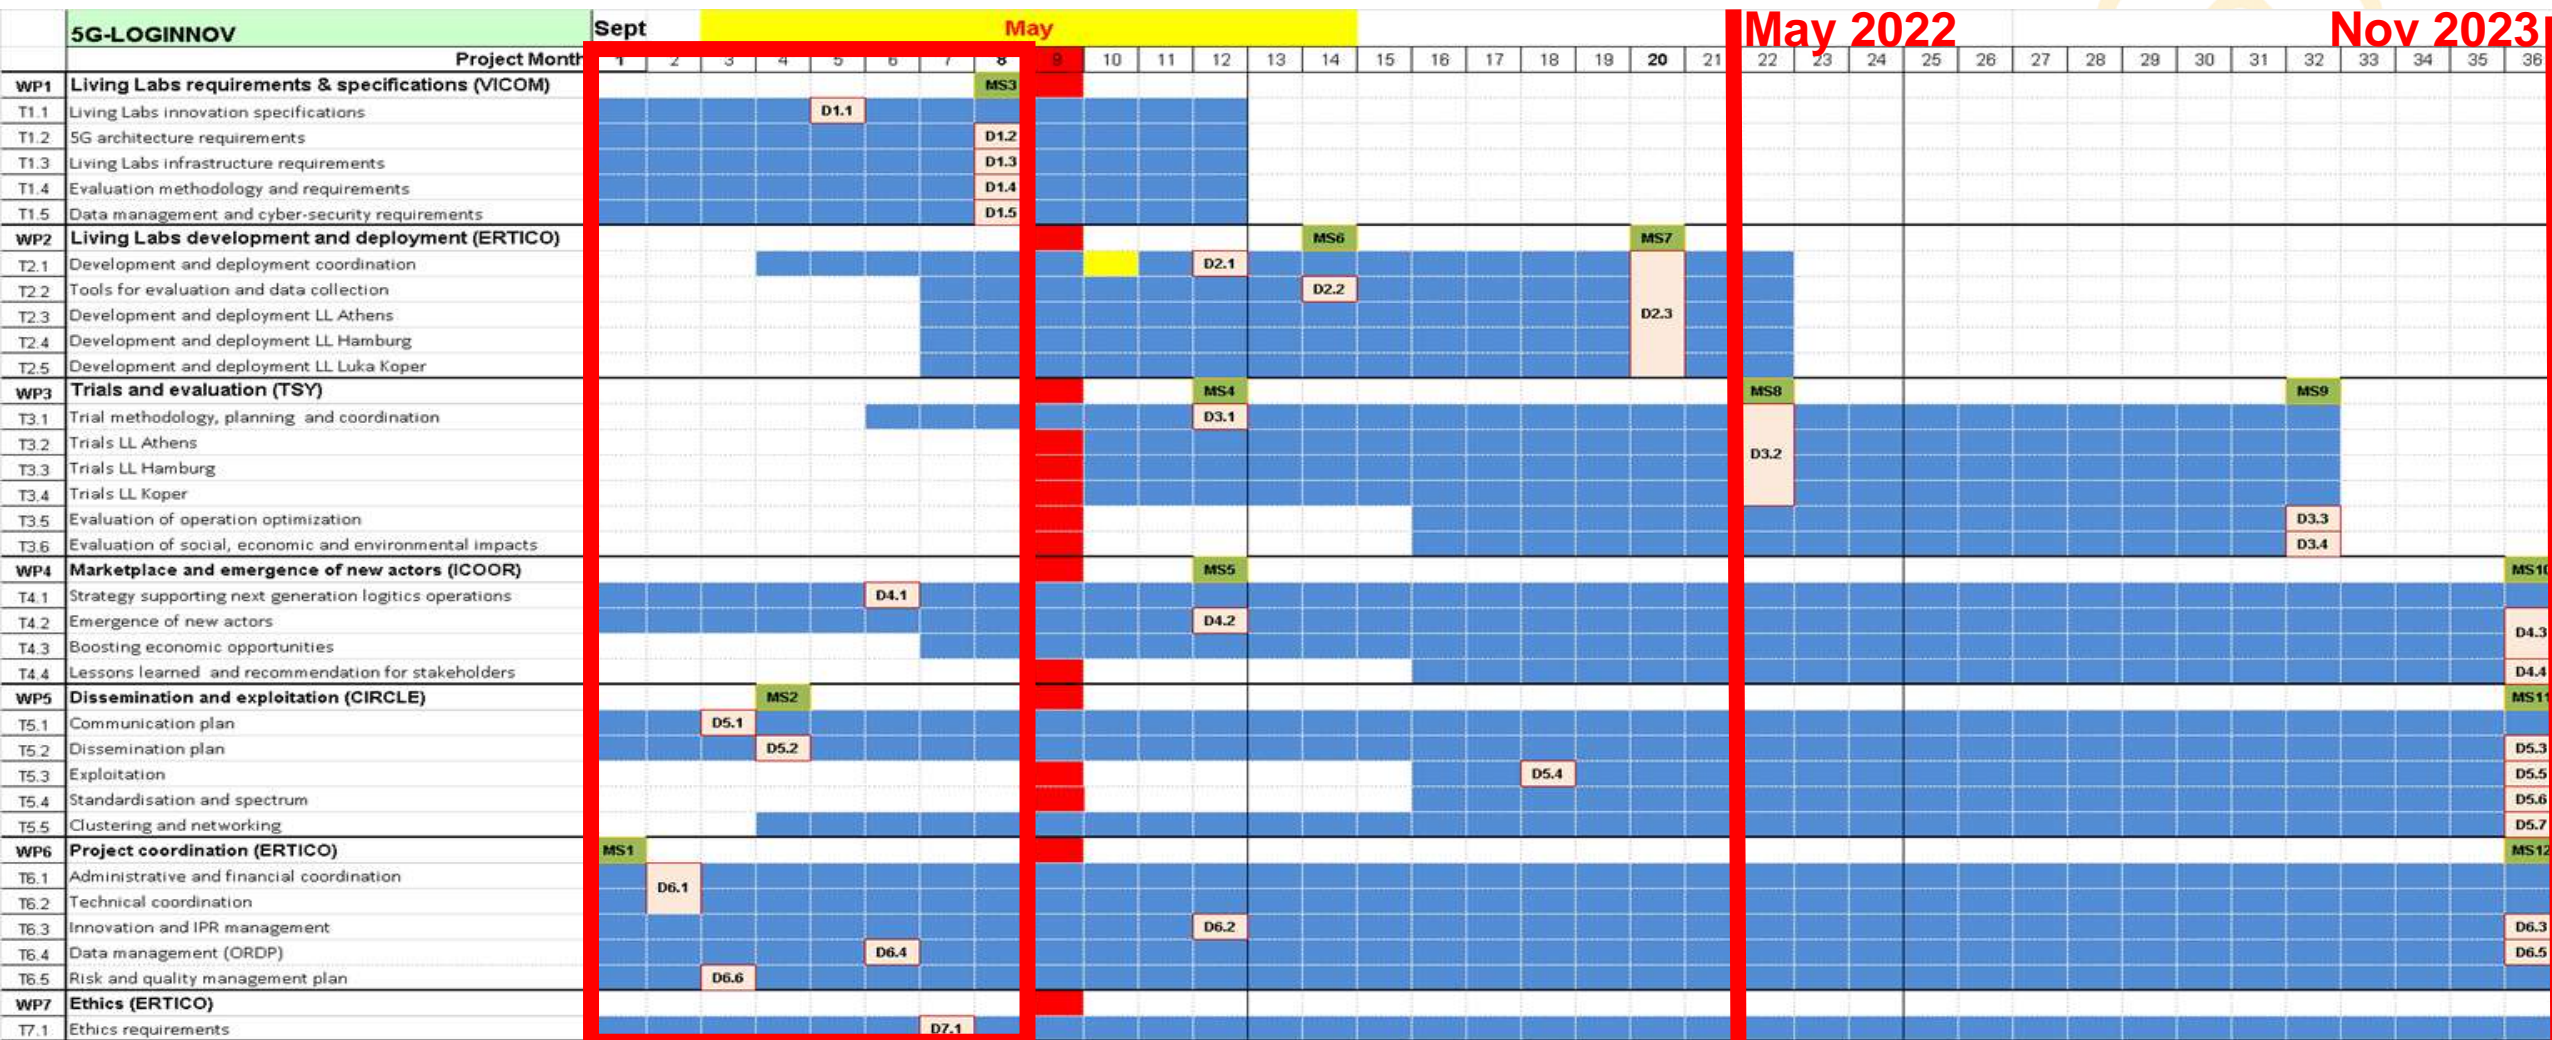 5G-LOGINNOV Sept May May 2022 Nov 2023
Project Month 1 2 3 4 5 6 7 8 9 10 11 12 13 14 15 16 17 18 19 20 21 22 23 24 25 26 27 28 29 30 31 32 33 34 35 36
WP1 Living Labs requirements & specifications (VICOM) MS3
T1.1 Living Labs innovation specifications D1.1
T1.2 5G architecture requirements D1.2
T1.3 Living Labs infrastructure requirements D1.3
T1.4 Evaluation methodology and requirements D1.4
T1.5 Data management and cyber-security requirements D1.5
WP2 Living Labs development and deployment (ERTICO) MS6 MS7
T2.1 Development and deployment coordination D2.1
T2.2 Tools for evaluation and data collection D2.2
T2.3 Development and deployment LL Athens D2.3
T2.4 Development and deployment LL Hamburg
T2.5 Development and deployment LL Luka Koper
WP3 Trials and evaluation (TSY) MS4 MS8 MS9
T3.1 Trial methodology, planning and coordination D3.1
T3.2 Trials LL Athens D3.2
T3.3 Trials LL Hamburg
T3.4 Trials LL Koper
T3.5 Evaluation of operation optimization D3.3
T3.6 Evaluation of social, economic and environmental impacts D3.4
WP4 Marketplace and emergence of new actors (ICOOR) MS5 MS10
T4.1 Strategy supporting next generation logitics operations D4.1
T4.2 Emergence of new actors D4.2 D4.3
T4.3 Boosting economic opportunities
T4.4 Lessons learned and recommendation for stakeholders D4.4
WP5 Dissemination and exploitation (CIRCLE) MS2 MS11
T5.1 Communication plan D5.1
T5.2 Dissemination plan D5.2 D5.3
T5.3 Exploitation D5.4 D5.5
T5.4 Standardisation and spectrum D5.6
T5.5 Clustering and networking D5.7
WP6 Project coordination (ERTICO) MS1 MS12
T6.1 Administrative and financial coordination D6.1
T6.2 Technical coordination
T6.3 Innovation and IPR management D6.2 D6.3
T6.4 Data management (ORDP) D6.4 D6.5
T6.5 Risk and quality management plan D6.6
WP7 Ethics (ERTICO)
T7.1 Ethics requirements D7.1